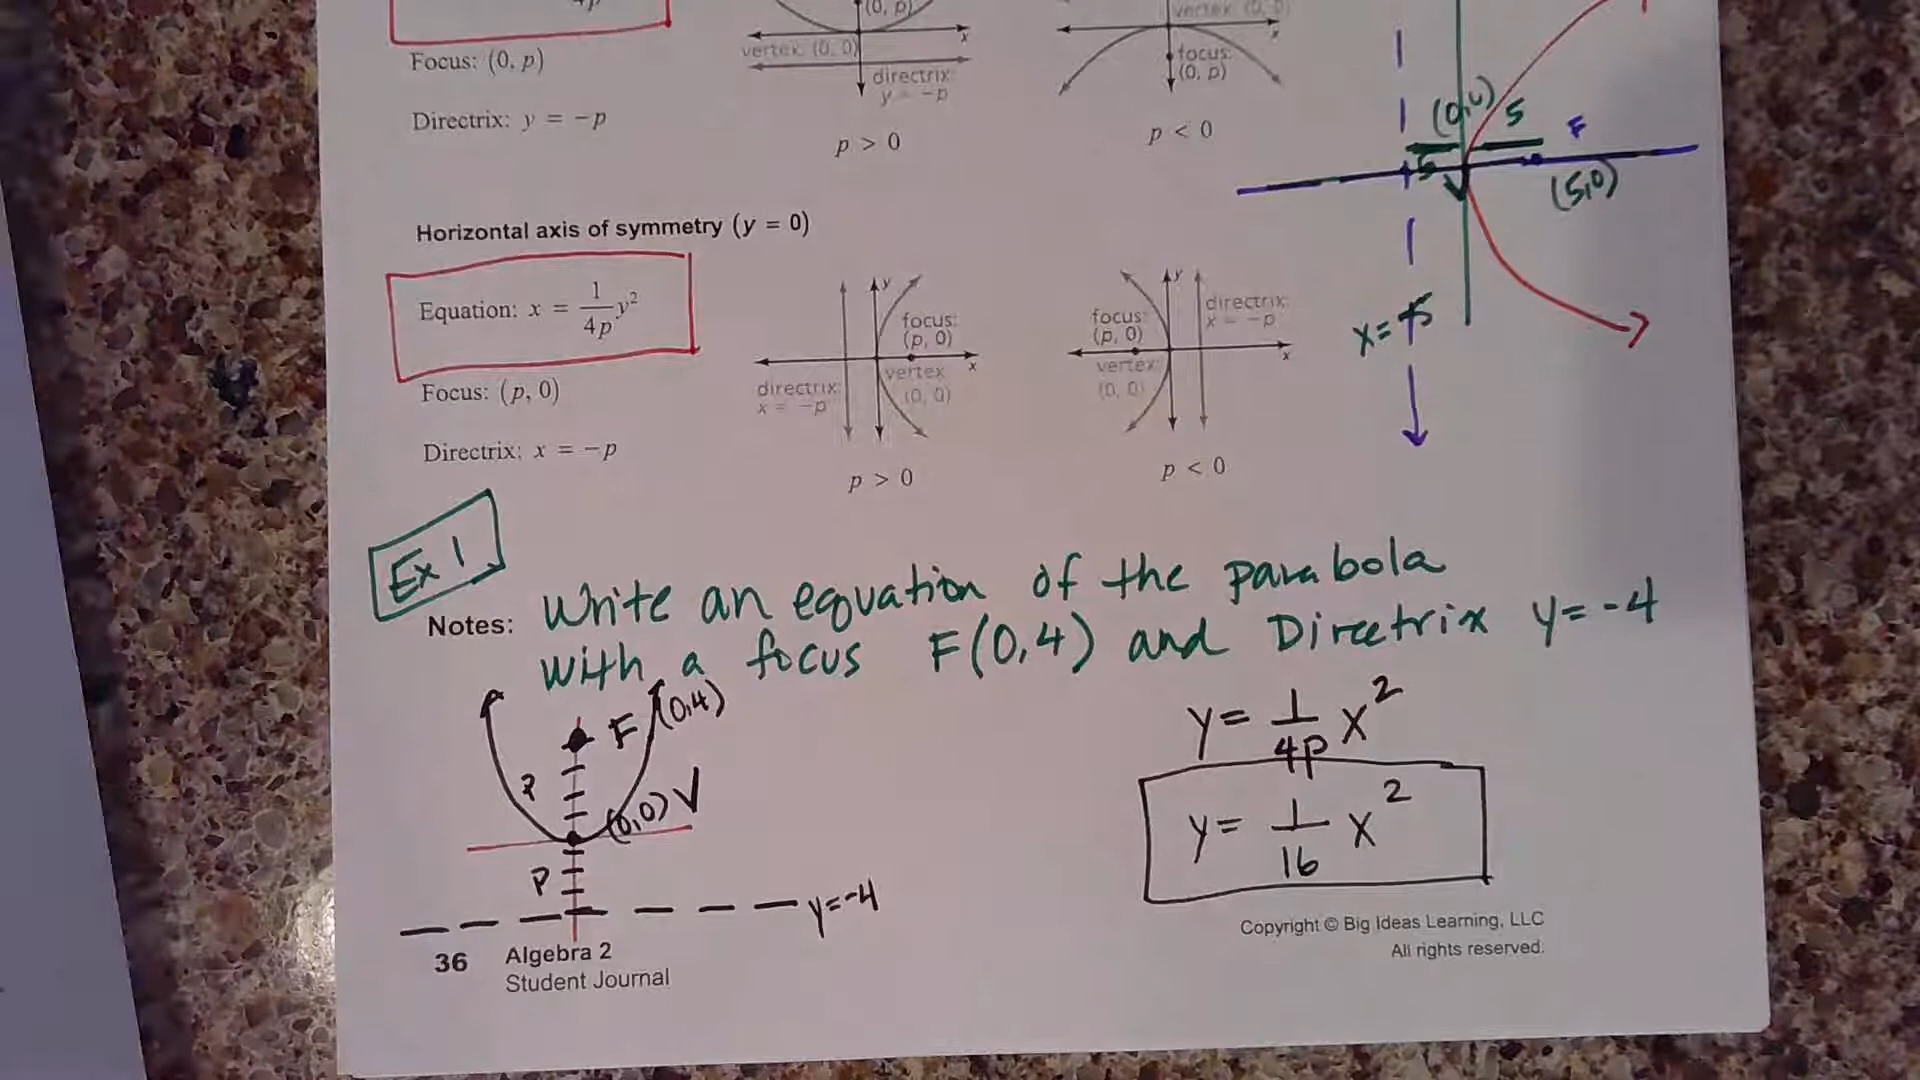 4p
(0, p)
vertex: (0, 0)
x
Focus: (0, p)
vertex: (0, 0)
directrix:
y = −p
x
focus:
(0, p)
Directrix: y = −p
p > 0
p < 0
5
F
5
V
(5,0)
x = -5
Horizontal axis of symmetry (y = 0)
Equation: x = 1/4p y²
y
focus:
(p, 0)
vertex
(0, 0)
x
directrix:
x = −p
y
focus:
(p, 0)
vertex:
(0, 0)
directrix:
x = −p
x
Focus: (p, 0)
Directrix: x = −p
p > 0
p < 0
Ex 1
Notes: Write an equation of the parabola
with a focus F(0,4) and Directrix y=-4
F (0,4)
(0,0) V
P
y=-4
y = 1/4p x²
y = 1/16 x²
36 Algebra 2
Student Journal
Copyright © Big Ideas Learning, LLC
All rights reserved.